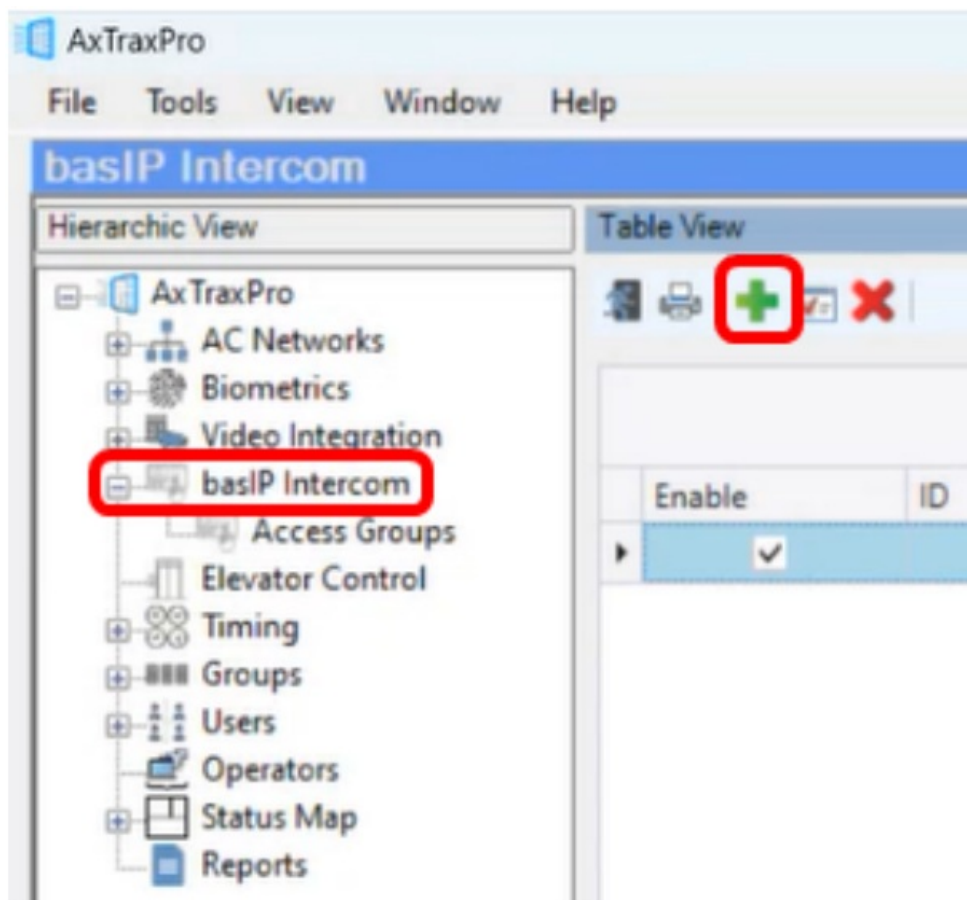 AxTraxPro
File Tools View Window Help
basIP Intercom
Hierarchic View
Table View
AxTraxPro
AC Networks
Biometrics
Video Integration
basIP Intercom
Access Groups
Elevator Control
Timing
Groups
Users
Operators
Status Map
Reports
Enable ID